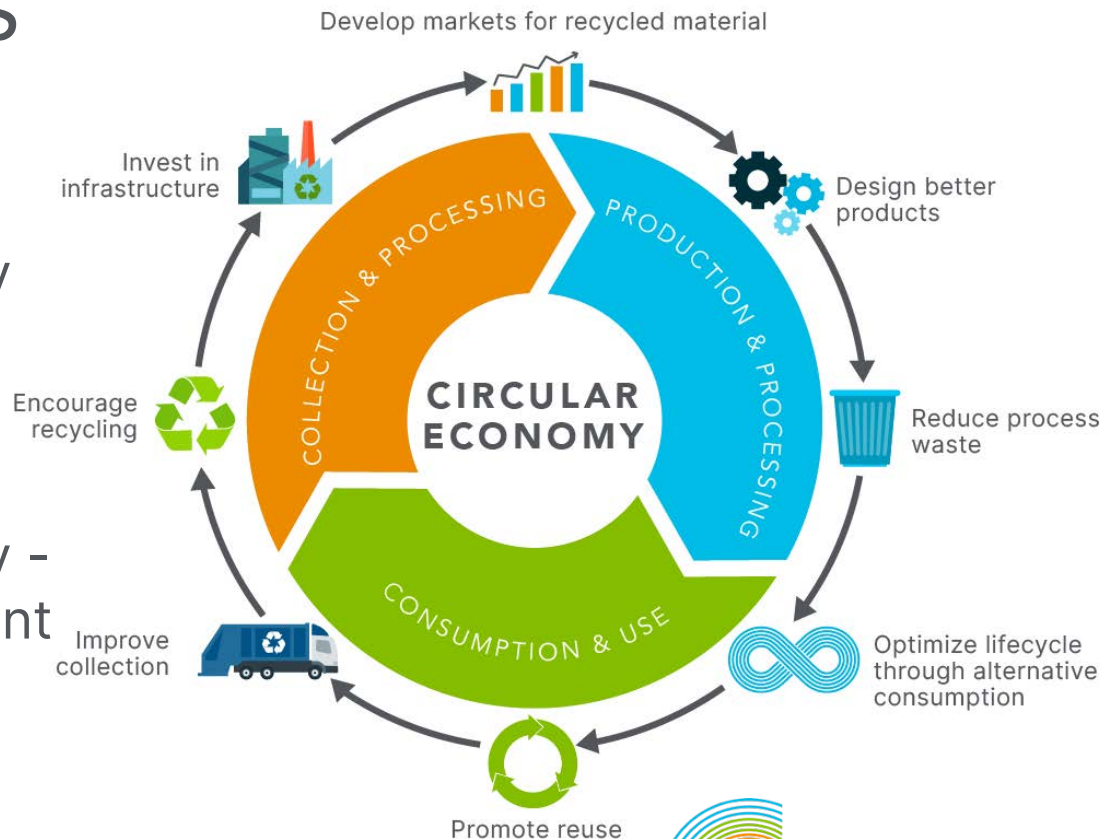 s
y
y -
nt
Develop markets for recycled material
Design better
products
Reduce process
waste
Optimize lifecycle
through alternative
consumption
Promote reuse
Improve
collection
Encourage
recycling
Invest in
infrastructure
COLLECTION & PROCESSING
PRODUCTION & PROCESSING
CONSUMPTION & USE
CIRCULAR
ECONOMY